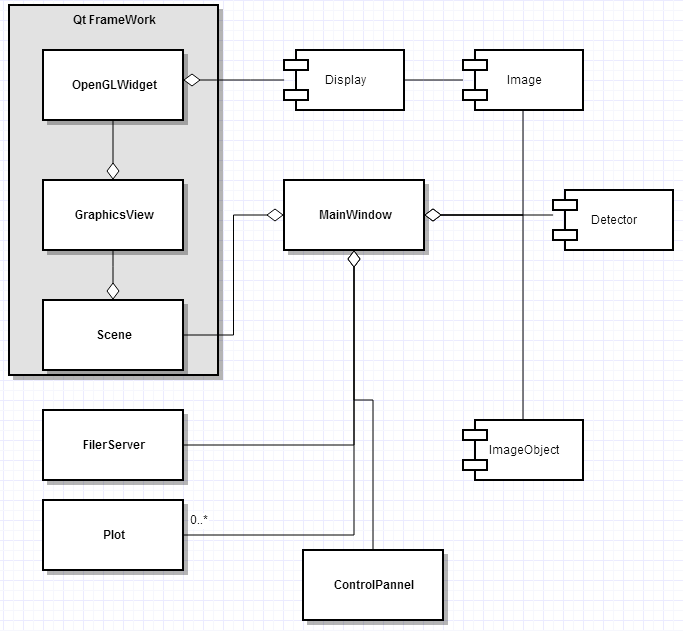 Qt FrameWork
OpenGLWidget
Display
Image
GraphicsView
MainWindow
Detector
Scene
FilerServer
ImageObject
Plot
0..*
ControlPannel